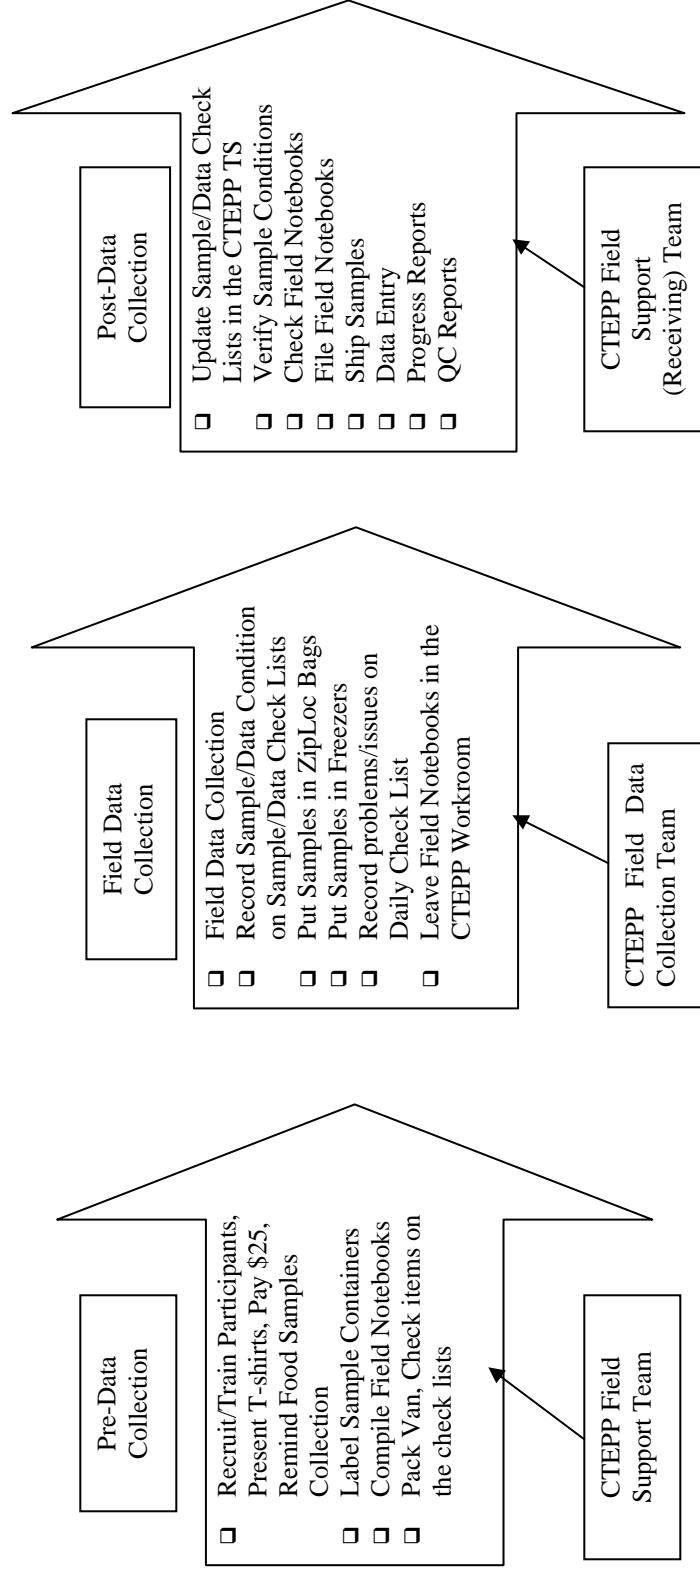 Pre-Data
Collection
❑ Recruit/Train Participants,
Present T-shirts, Pay $25,
Remind Food Samples
Collection
❑ Label Sample Containers
❑ Compile Field Notebooks
❑ Pack Van, Check items on
the check lists
CTEPP Field
Support Team
Field Data
Collection
❑ Field Data Collection
❑ Record Sample/Data Condition
on Sample/Data Check Lists
❑ Put Samples in ZipLoc Bags
❑ Put Samples in Freezers
❑ Record problems/issues on
Daily Check List
❑ Leave Field Notebooks in the
CTEPP Workroom
CTEPP Field Data
Collection Team
Post-Data
Collection
❑ Update Sample/Data Check
Lists in the CTEPP TS
❑ Verify Sample Conditions
❑ Check Field Notebooks
❑ File Field Notebooks
❑ Ship Samples
❑ Data Entry
❑ Progress Reports
❑ QC Reports
CTEPP Field
Support
(Receiving) Team